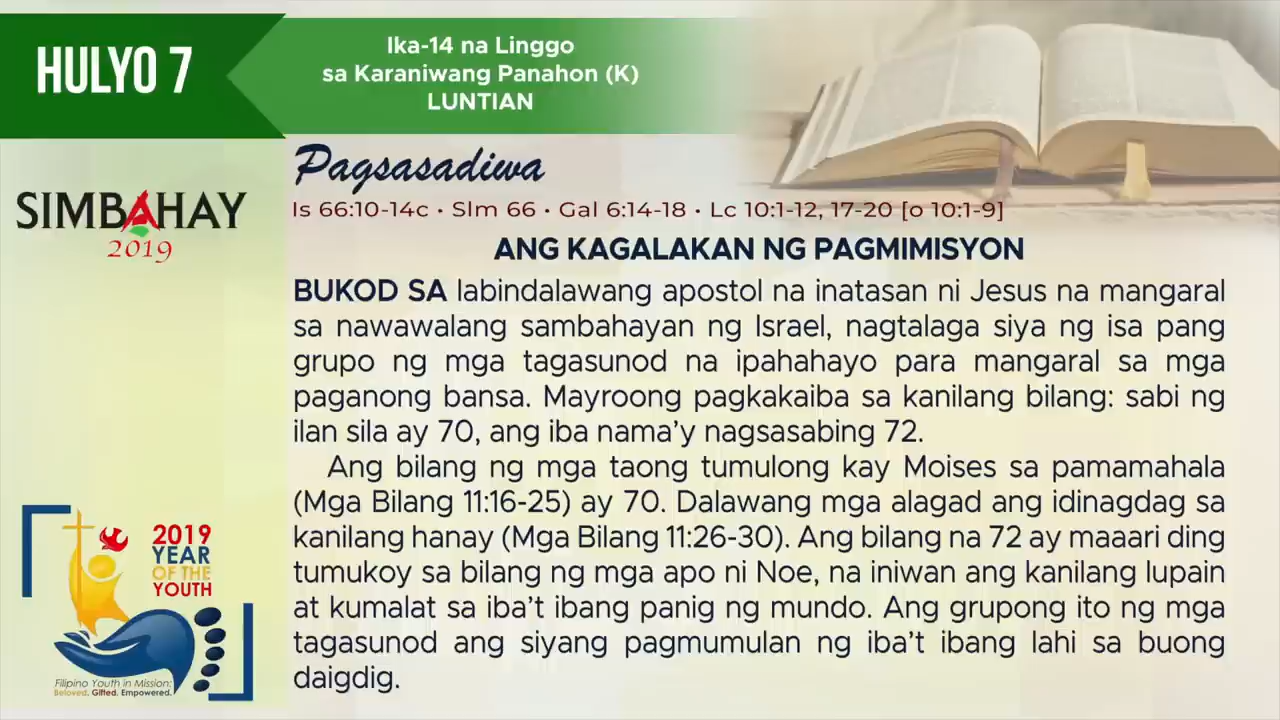 HULYO 7
Ika-14 na Linggo
sa Karaniwang Panahon (K)
LUNTIAN
SIMBAHAY
2019
Pagsasadiwa
Is 66:10-14c • Slm 66 • Gal 6:14-18 • Lc 10:1-12, 17-20 [o 10:1-9]
ANG KAGALAKAN NG PAGMIMISYON
BUKOD SA labindalawang apostol na inatasan ni Jesus na mangaral
sa nawawalang sambahayan ng Israel, nagtalaga siya ng isa pang
grupo ng mga tagasunod na ipahahayo para mangaral sa mga
paganong bansa. Mayroong pagkakaiba sa kanilang bilang: sabi ng
ilan sila ay 70, ang iba nama’y nagsasabing 72.
Ang bilang ng mga taong tumulong kay Moises sa pamamahala
(Mga Bilang 11:16-25) ay 70. Dalawang mga alagad ang idinagdag sa
kanilang hanay (Mga Bilang 11:26-30). Ang bilang na 72 ay maaari ding
tumukoy sa bilang ng mga apo ni Noe, na iniwan ang kanilang lupain
at kumalat sa iba’t ibang panig ng mundo. Ang grupong ito ng mga
tagasunod ang siyang pagmumulan ng iba’t ibang lahi sa buong
daigdig.
2019
YEAR
OF THE
YOUTH
Filipino Youth in Mission:
Beloved. Gifted. Empowered.